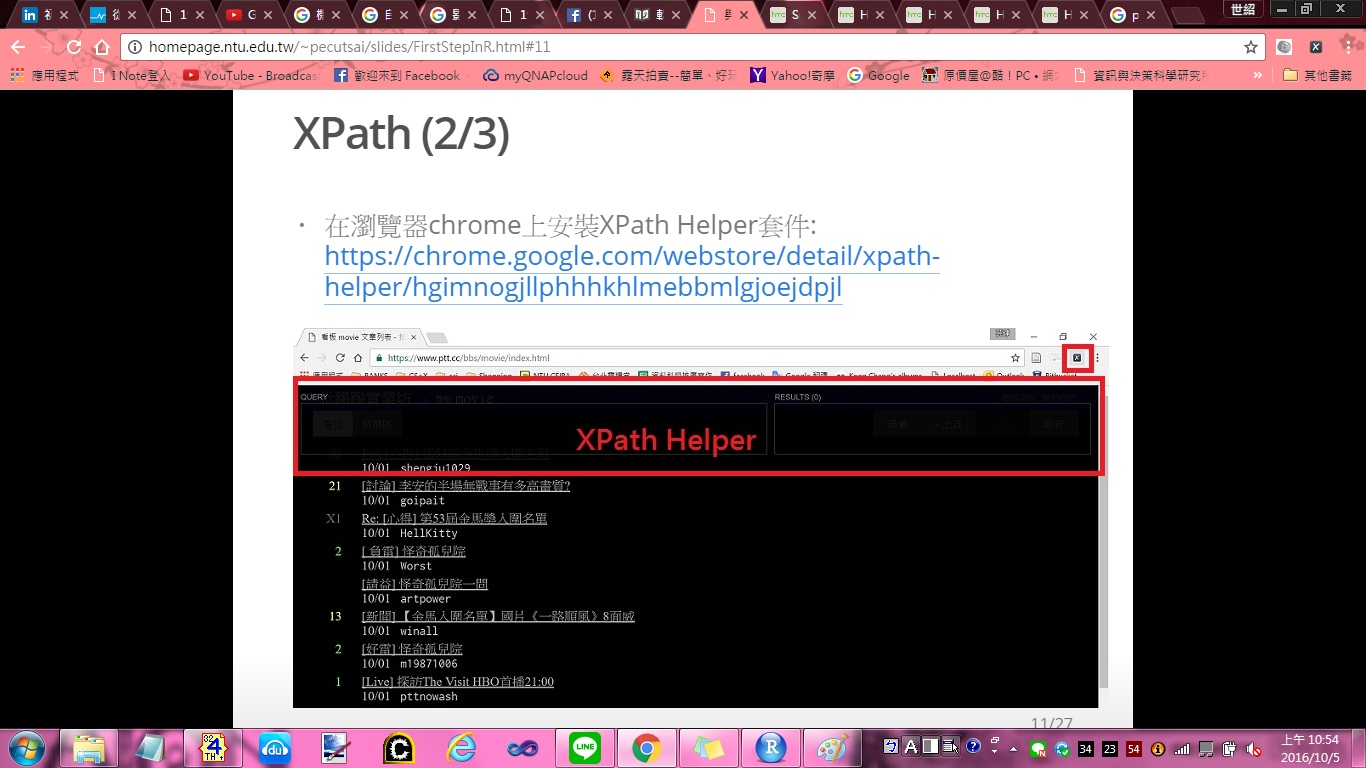 世紹
homepage.ntu.edu.tw/~pecutsai/slides/FirstStepInR.html#11
應用程式
I Note登入
YouTube - Broadcas
歡迎來到 Facebook
myQNAPcloud
露天拍賣--簡單、好玩
Yahoo!奇摩
Google
原價屋@酷！PC • 網
資訊與決策科學研究所
»
其他書籤
XPath (2/3)
• 在瀏覽器chrome上安裝XPath Helper套件:
https://chrome.google.com/webstore/detail/xpath-
helper/hgimnogjllphhhkhlmebbmlgjoejdpjl
看板 movie 文章列表 - 批
https://www.ptt.cc/bbs/movie/index.html
QUERY
RESULTS (0)
XPath Helper
10/01 shengju1029
21 [討論] 李安的半場無戰事有多高畫質?
10/01 goipait
X1 Re: [心得] 第53屆金馬獎入圍名單
10/01 HellKitty
2 [ 負雷] 怪奇孤兒院
10/01 Worst
[請益] 怪奇孤兒院一問
10/01 artpower
13 [新聞] 【金馬入圍名單】國片《一路順風》8面威
10/01 winall
2 [好雷] 怪奇孤兒院
10/01 m19871006
1 [Live] 探訪The Visit HBO首播21:00
10/01 pttnowash
11/27
34 23 54
上午 10:54
2016/10/5